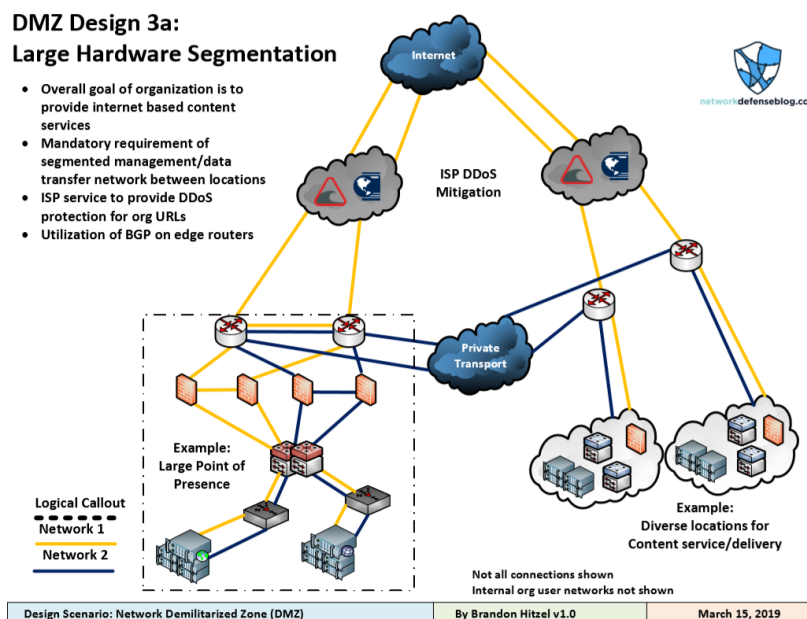 DMZ Design 3a:
Large Hardware Segmentation
• Overall goal of organization is to
provide internet based content
services
• Mandatory requirement of
segmented management/data
transfer network between locations
• ISP service to provide DDoS
protection for org URLs
• Utilization of BGP on edge routers
Internet
networkdefenseblog.co
ISP DDoS
Mitigation
Private
Transport
Example:
Large Point of
Presence
Logical Callout
Network 1
Network 2
Example:
Diverse locations for
Content service/delivery
Not all connections shown
Internal org user networks not shown
Design Scenario: Network Demilitarized Zone (DMZ)
By Brandon Hitzel v1.0
March 15, 2019